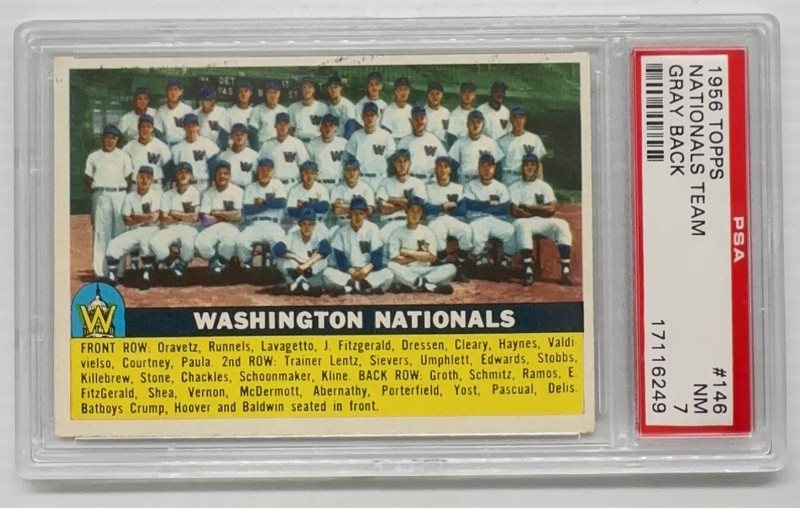 DET
WASHINGTON NATIONALS
W
FRONT ROW: Oravetz, Runnels, Lavagetto, J. Fitzgerald, Dressen, Cleary, Haynes, Valdi
vielso, Courtney, Paula. 2nd ROW: Trainer Lentz, Sievers, Umphlett, Edwards, Stobbs,
Killebrew, Stone, Chackles, Schoonmaker, Kline. BACK ROW: Groth, Schmitz, Ramos, E.
FitzGerald, Shea, Vernon, McDermott, Abernathy, Porterfield, Yost, Pascual, Delis.
Batboys Crump, Hoover and Baldwin seated in front.
1956 TOPPS
NATIONALS TEAM
GRAY BACK
PSA
#146
NM
7
17116249